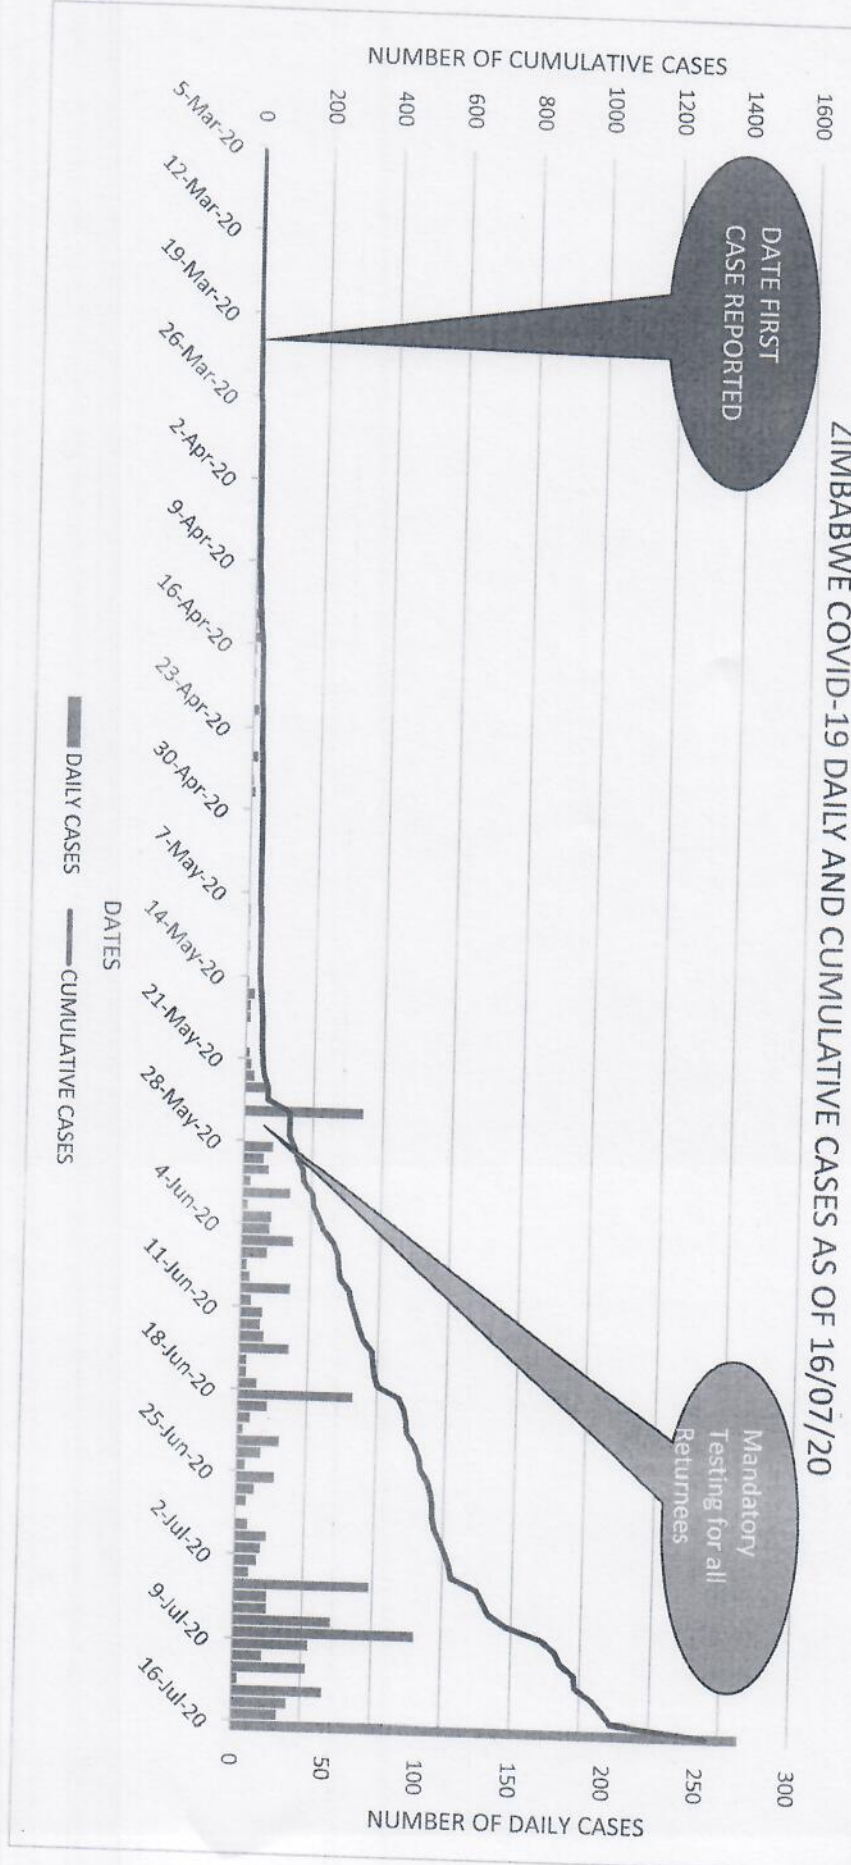 ZIMBABWE COVID-19 DAILY AND CUMULATIVE CASES AS OF 16/07/20
NUMBER OF CUMULATIVE CASES
1600
1400
1200
1000
800
600
400
200
0
DATE FIRST
CASE REPORTED
Mandatory
Testing for all
Returnees
300
250
200
150
100
50
0
NUMBER OF DAILY CASES
5-Mar-20
12-Mar-20
19-Mar-20
26-Mar-20
2-Apr-20
9-Apr-20
16-Apr-20
23-Apr-20
30-Apr-20
7-May-20
14-May-20
21-May-20
28-May-20
4-Jun-20
11-Jun-20
18-Jun-20
25-Jun-20
2-Jul-20
9-Jul-20
16-Jul-20
DATES
DAILY CASES
CUMULATIVE CASES